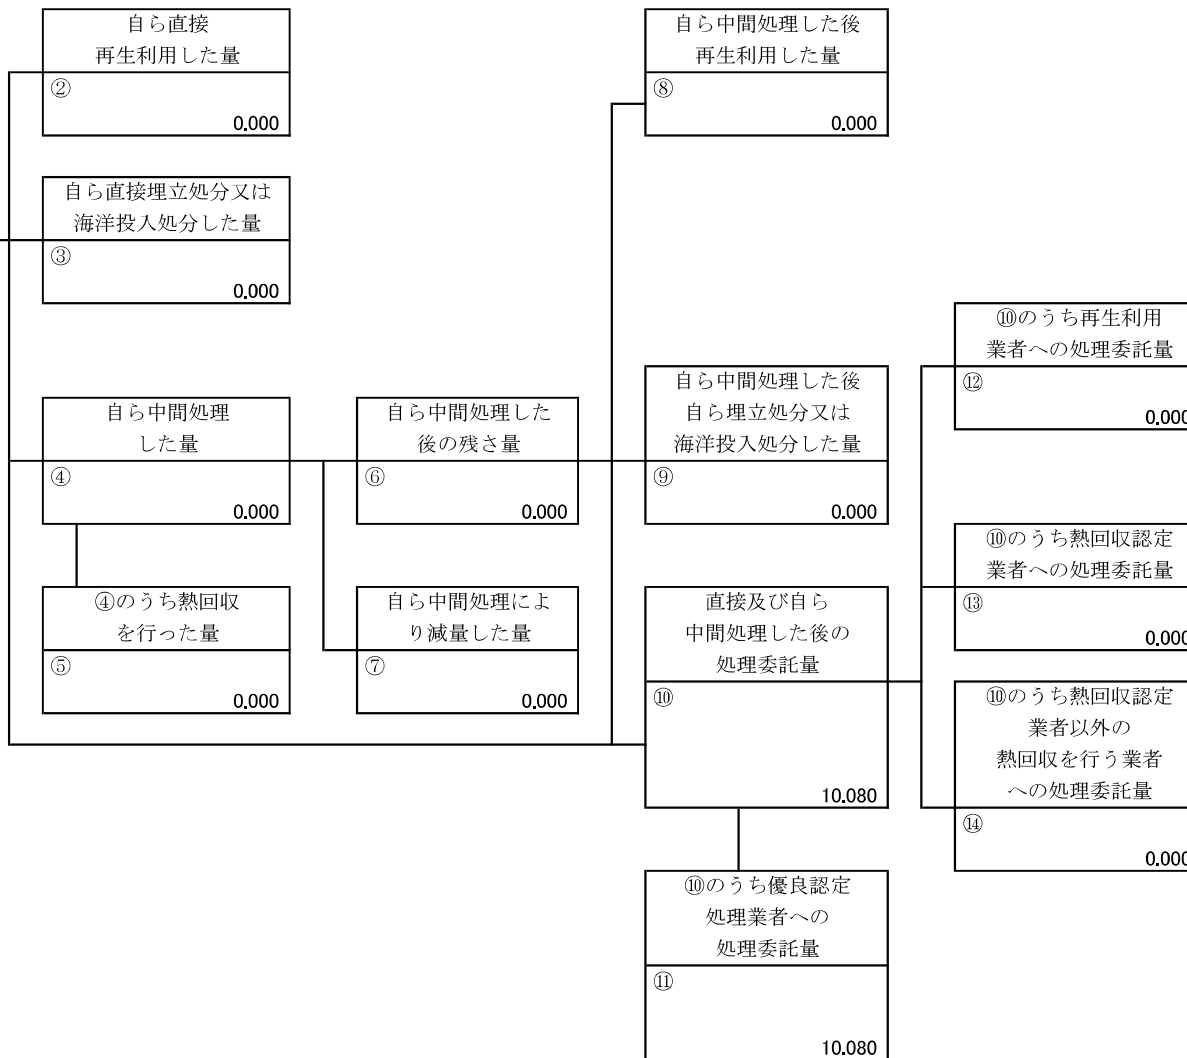 自ら直接
再生利用した量
②
0.000
自ら中間処理した後
再生利用した量
⑧
0.000
自ら直接埋立処分又は
海洋投入処分した量
③
0.000
⑩のうち再生利用
業者への処理委託量
⑫
0.000
自ら中間処理
した量
④
0.000
自ら中間処理した
後の残さ量
⑥
0.000
自ら中間処理した後
自ら埋立処分又は
海洋投入処分した量
⑨
0.000
⑩のうち熱回収認定
業者への処理委託量
⑬
0.000
④のうち熱回収
を行った量
⑤
0.000
自ら中間処理によ
り減量した量
⑦
0.000
直接及び自ら
中間処理した後の
処理委託量
⑩
10.080
⑩のうち熱回収認定
業者以外の
熱回収を行う業者
への処理委託量
⑭
0.000
⑩のうち優良認定
処理業者への
処理委託量
⑪
10.080